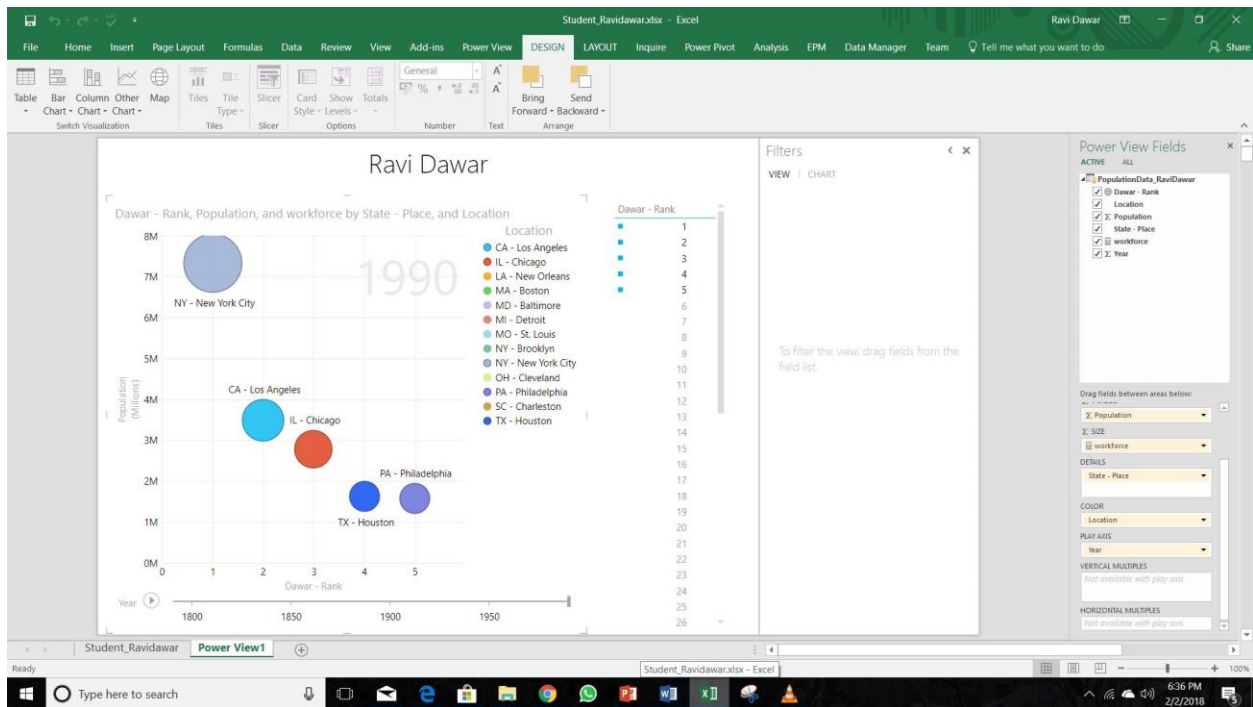 Student_Ravidawar.xlsx - Excel
Ravi Dawar
File Home Insert Page Layout Formulas Data Review View Add-ins Power View DESIGN LAYOUT Inquire Power Pivot Analysis EPM Data Manager Team Tell me what you want to do Share
Table
Bar Chart
Column Chart
Other Chart
Map
Switch Visualization
Tiles
Tile Type
Tiles
Slicer
Slicer
Card Style
Show Levels
Totals
Options
General
%
Number
A A
Text
Bring Forward
Send Backward
Arrange
Ravi Dawar
Dawar - Rank, Population, and workforce by State - Place, and Location
1990
Population
(Millions)
8M
7M
6M
5M
4M
3M
2M
1M
0M
NY - New York City
CA - Los Angeles
IL - Chicago
PA - Philadelphia
TX - Houston
0 1 2 3 4 5
Dawar - Rank
Year
1800 1850 1900 1950
Location
CA - Los Angeles
IL - Chicago
LA - New Orleans
MA - Boston
MD - Baltimore
MI - Detroit
MO - St. Louis
NY - Brooklyn
NY - New York City
OH - Cleveland
PA - Philadelphia
SC - Charleston
TX - Houston
Dawar - Rank
1
2
3
4
5
6
7
8
9
10
11
12
13
14
15
16
17
18
19
20
21
22
23
24
25
26
Filters
VIEW | CHART
To filter the view, drag fields from the
field list.
Power View Fields
ACTIVE ALL
PopulationData_RaviDawar
Dawar - Rank
Location
Σ Population
State - Place
workforce
Σ Year
Drag fields between areas below:
Σ Population
Σ SIZE
workforce
DETAILS
State - Place
COLOR
Location
PLAY AXIS
Year
VERTICAL MULTIPLES
Not available with play axis
HORIZONTAL MULTIPLES
Not available with play axis
Student_Ravidawar Power View1
Ready
Student_Ravidawar.xlsx - Excel
100%
Type here to search
6:36 PM
2/2/2018